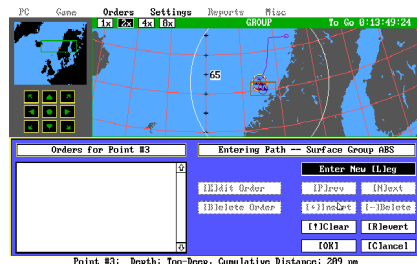 PC Game Orders Settings Reports Misc
1x 2x 4x 8x GROUP To Go 0:13:49:24
65
Orders for Point #3
Entering Path -- Surface Group ABS
Enter New [L]eg
[E]dit Order [P]rev [N]ext
[D]elete Order [+]Insert [-]Delete
[↑]Clear [R]evert
[OK] [C]ancel
Point #3: Depth: Too-Deep, Cumulative Distance: 209 nm